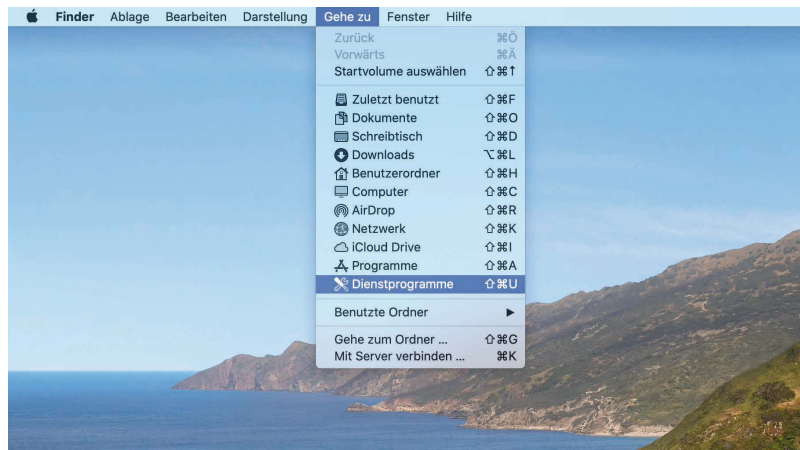 Finder Ablage Bearbeiten Darstellung Gehe zu Fenster Hilfe
Zurück ⌘Ö
Vorwärts ⌘Ä
Startvolume auswählen ⇧⌘↑
Zuletzt benutzt ⇧⌘F
Dokumente ⇧⌘O
Schreibtisch ⇧⌘D
Downloads ⌥⌘L
Benutzerordner ⇧⌘H
Computer ⇧⌘C
AirDrop ⇧⌘R
Netzwerk ⇧⌘K
iCloud Drive ⇧⌘I
Programme ⇧⌘A
Dienstprogramme ⇧⌘U
Benutzte Ordner ▶
Gehe zum Ordner ... ⇧⌘G
Mit Server verbinden ... ⌘K